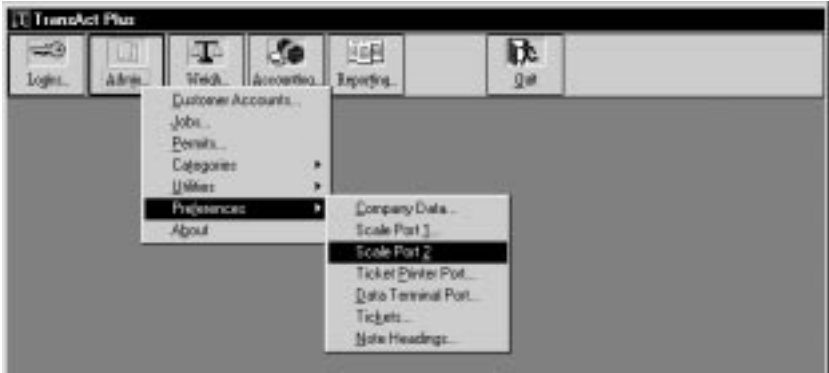 TransAct Plus
Logins... Admin... Weigh... Accounting... Reporting... Quit
Customer Accounts...
Jobs...
Permits...
Categories
Utilities
Preferences
About
Company Data...
Scale Port 1...
Scale Port 2
Ticket Printer Port...
Data Terminal Port...
Tickets...
Note Headings...